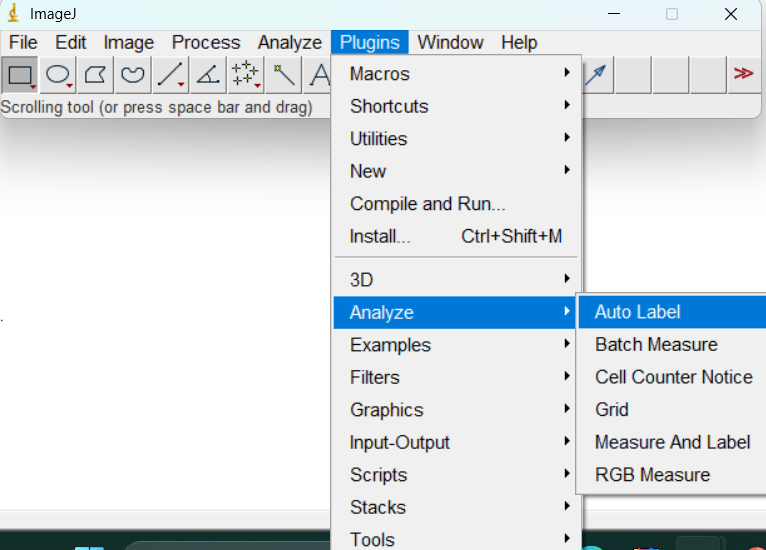 ImageJ
File Edit Image Process Analyze Plugins Window Help
A
Scrolling tool (or press space bar and drag)
Macros
Shortcuts
Utilities
New
Compile and Run...
Install... Ctrl+Shift+M
3D
Analyze
Examples
Filters
Graphics
Input-Output
Scripts
Stacks
Tools
Auto Label
Batch Measure
Cell Counter Notice
Grid
Measure And Label
RGB Measure